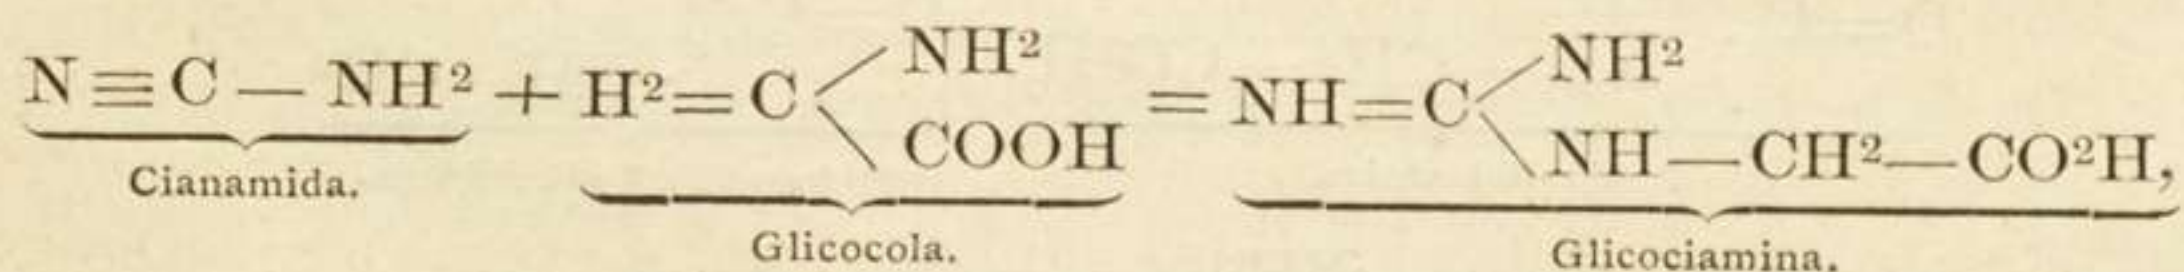 N≡C — NH² + H²=C NH² COOH = NH=C NH² NH—CH²—CO²H,
Cianamida.
Glicocola.
Glicociamina.